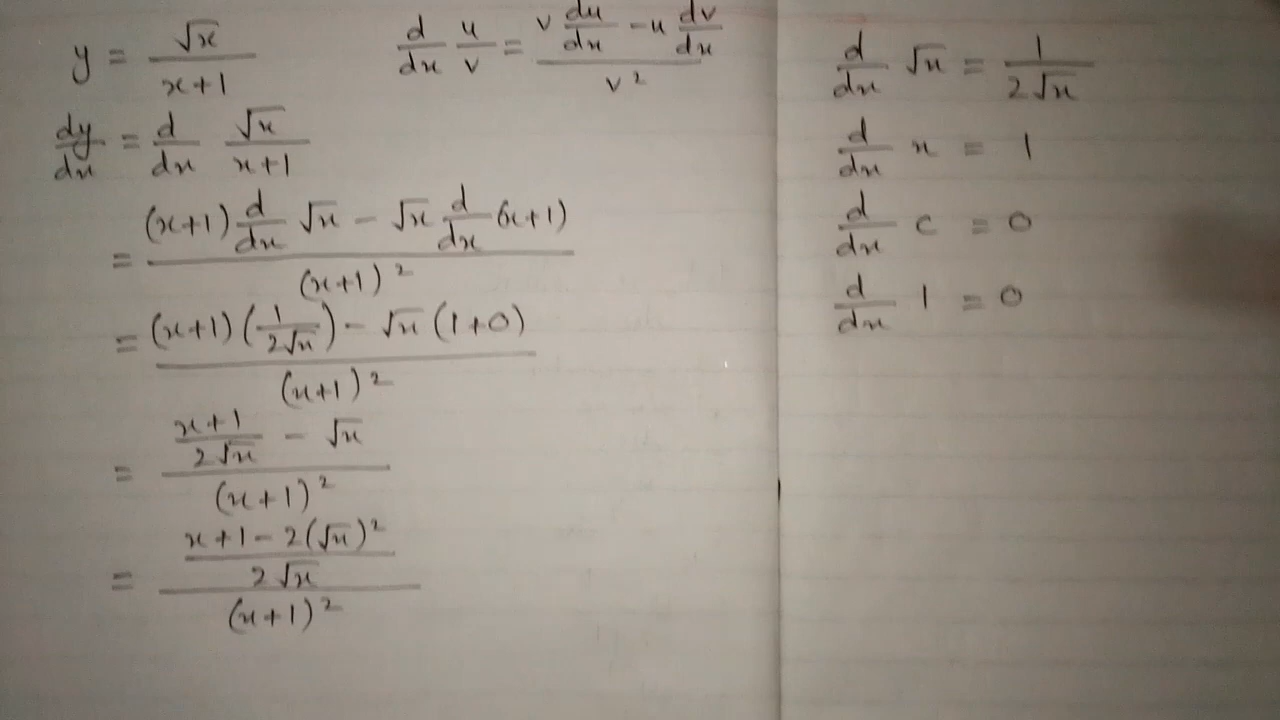 y = √x / (x+1)
d/dx u/v = (v du/dx − u dv/dx) / v²
dy/dx = d/dx √x / (x+1)
= ((x+1) d/dx √x − √x d/dx (x+1)) / (x+1)²
= ((x+1) (1/(2√x)) − √x (1+0)) / (x+1)²
= ((x+1)/(2√x) − √x) / (x+1)²
= ((x+1−2(√x)²) / (2√x)) / (x+1)²
d/dx √x = 1/(2√x)
d/dx x = 1
d/dx c = 0
d/dx 1 = 0